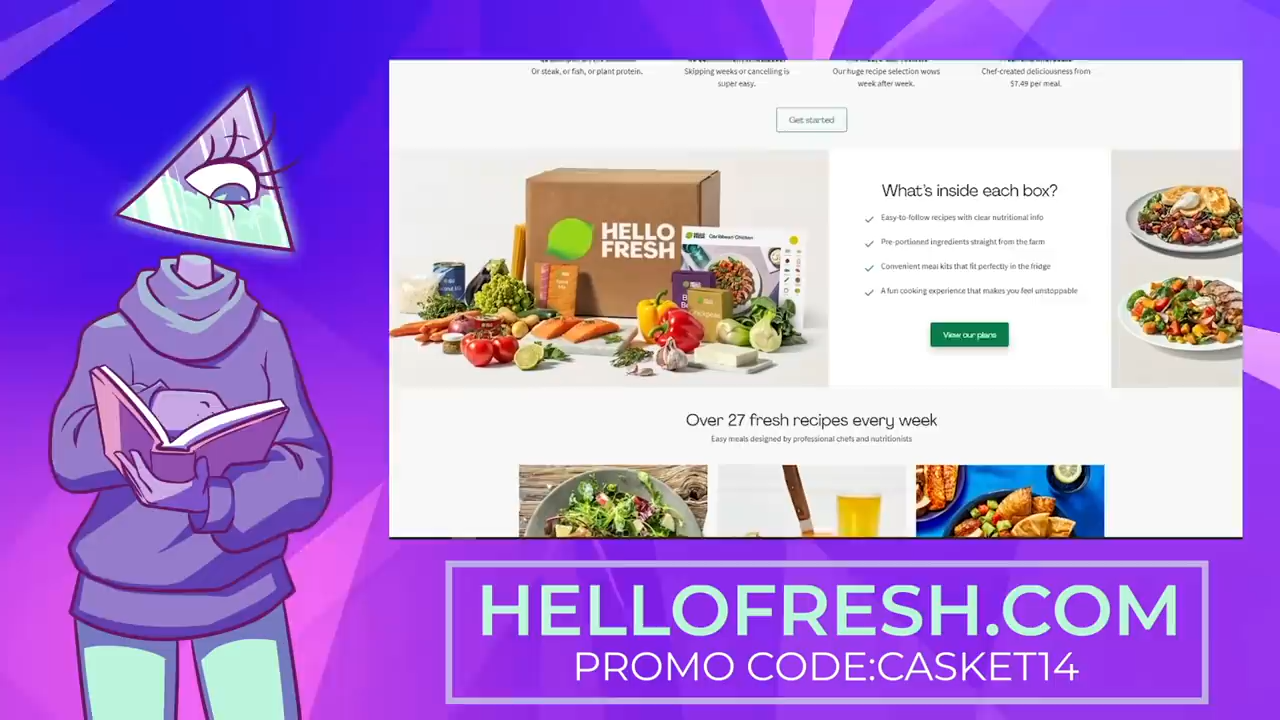 Or steak, or fish, or plant protein.
Skipping weeks or cancelling is
super easy.
Our huge recipe selection wows
week after week.
Chef-created deliciousness from
$7.49 per meal.
Get started
What's inside each box?
Easy-to-follow recipes with clear nutritional info
Pre-portioned ingredients straight from the farm
Convenient meal kits that fit perfectly in the fridge
A fun cooking experience that makes you feel unstoppable
View our plans
HELLO
FRESH
HELLO
FRESH
Caribbean Chicken
Over 27 fresh recipes every week
Easy meals designed by professional chefs and nutritionists
HELLOFRESH.COM
PROMO CODE:CASKET14